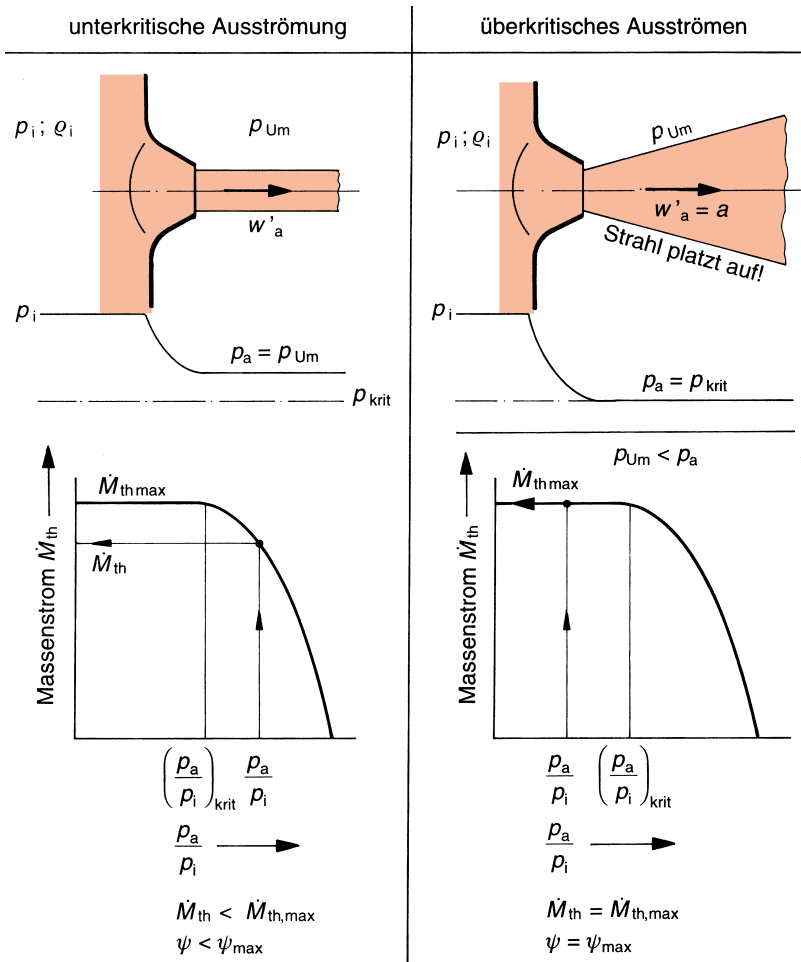 unterkritische Ausströmung
p_i ; ϱ_i
p_Um
w'_a
p_i
p_a = p_Um
p_krit
Massenstrom Ṁ_th
Ṁ_th max
Ṁ_th
(p_a/p_i)_krit p_a/p_i
p_a/p_i
Ṁ_th < Ṁ_th,max
ψ < ψ_max
überkritisches Ausströmen
p_i ; ϱ_i
p_Um
w'_a = a
Strahl platzt auf!
p_i
p_a = p_krit
p_Um < p_a
Massenstrom Ṁ_th
Ṁ_th max
p_a/p_i (p_a/p_i)_krit
p_a/p_i
Ṁ_th = Ṁ_th,max
ψ = ψ_max